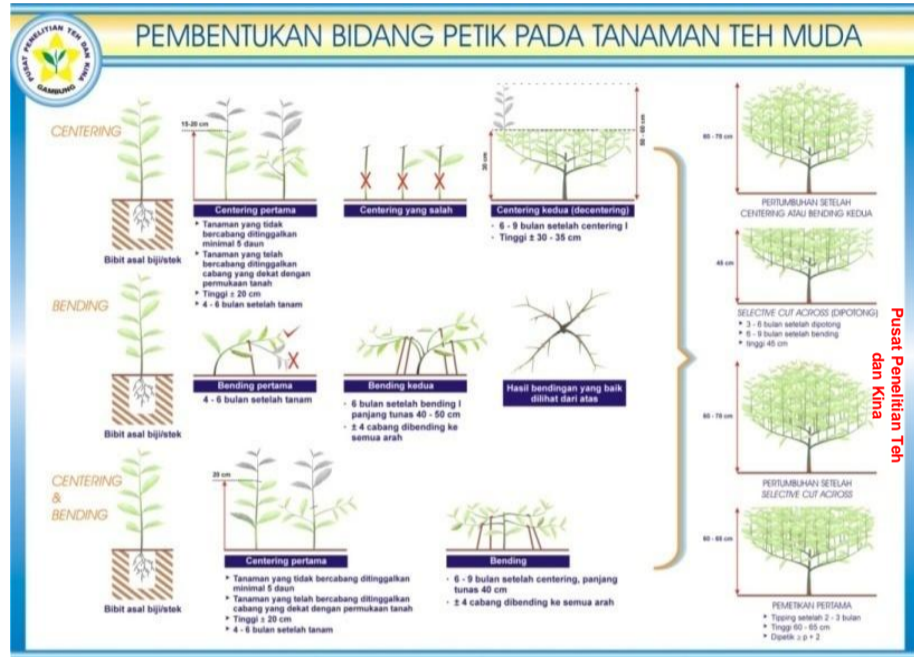 PEMBENTUKAN BIDANG PETIK PADA TANAMAN TEH MUDA
PUSAT PENELITIAN TEH DAN KINA
GAMBUNG
CENTERING
Bibit asal biji/stek
15-20 cm
Centering pertama
Tanaman yang tidak
bercabang ditinggalkan
minimal 5 daun
Tanaman yang telah
bercabang ditinggalkan
cabang yang dekat dengan
permukaan tanah
Tinggi ± 20 cm
4 - 6 bulan setelah tanam
Centering yang salah
30 cm
Centering kedua (decentering)
6 - 9 bulan setelah centering I
Tinggi ± 30 - 35 cm
BENDING
Bibit asal biji/stek
Bending pertama
4 - 6 bulan setelah tanam
Bending kedua
6 bulan setelah bending I
panjang tunas 40 - 50 cm
± 4 cabang dibending ke
semua arah
Hasil bendingan yang baik
dilihat dari atas
CENTERING
&
BENDING
Bibit asal biji/stek
20 cm
Centering pertama
Tanaman yang tidak bercabang ditinggalkan
minimal 5 daun
Tanaman yang telah bercabang ditinggalkan
cabang yang dekat dengan permukaan tanah
Tinggi ± 20 cm
4 - 6 bulan setelah tanam
Bending
6 - 9 bulan setelah centering, panjang
tunas 40 cm
± 4 cabang dibending ke semua arah
PERTUMBUHAN SETELAH
CENTERING ATAU BENDING KEDUA
45 cm
SELECTIVE CUT ACROSS (DIPOTONG)
3 - 6 bulan setelah dipotong
6 - 9 bulan setelah bending
tinggi 45 cm
60 - 70 cm
PERTUMBUHAN SETELAH
SELECTIVE CUT ACROSS
60 - 65 cm
PEMETIKAN PERTAMA
Tipping setelah 2 - 3 bulan
Tinggi 60 - 65 cm
Dipetik ≥ p + 2
Pusat Penelitian Teh
dan Kina